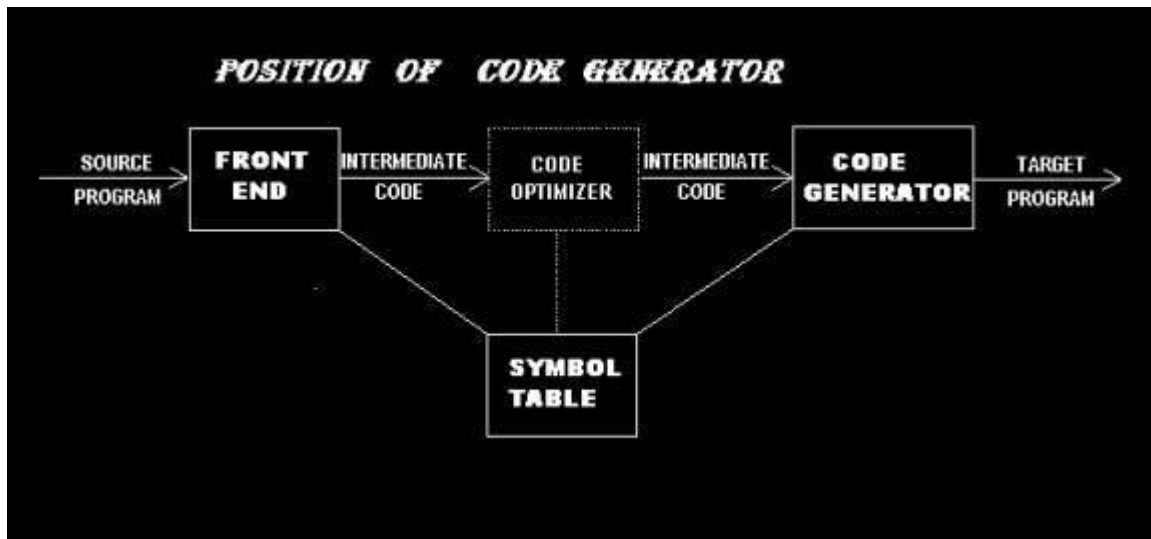 POSITION OF CODE GENERATOR
SOURCE
PROGRAM
FRONT
END
INTERMEDIATE
CODE
CODE
OPTIMIZER
INTERMEDIATE
CODE
CODE
GENERATOR
TARGET
PROGRAM
SYMBOL
TABLE